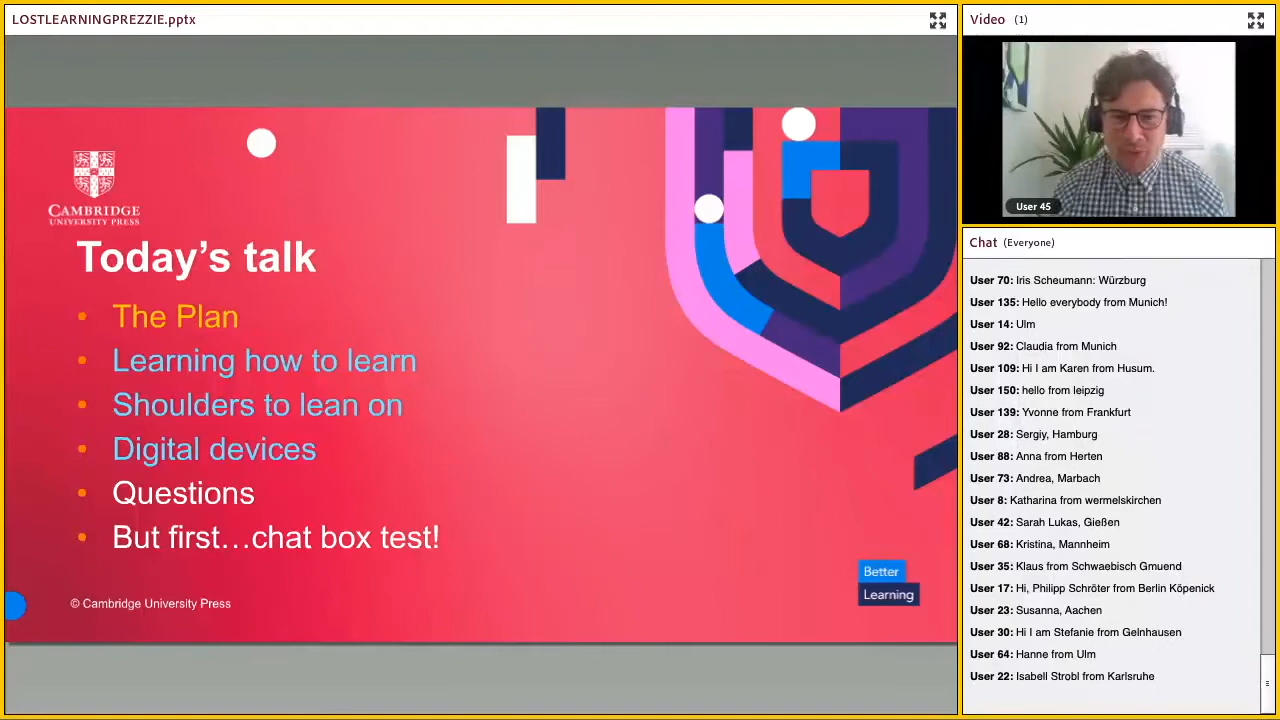 LOSTLEARNINGPREZZIE.pptx
CAMBRIDGE
UNIVERSITY PRESS
Today's talk
• The Plan
• Learning how to learn
• Shoulders to lean on
• Digital devices
• Questions
• But first…chat box test!
© Cambridge University Press
Better
Learning
Video (1)
User 45
Chat (Everyone)
User 70: Iris Scheumann: Würzburg
User 135: Hello everybody from Munich!
User 14: Ulm
User 92: Claudia from Munich
User 109: Hi I am Karen from Husum.
User 150: hello from leipzig
User 139: Yvonne from Frankfurt
User 28: Sergiy, Hamburg
User 88: Anna from Herten
User 73: Andrea, Marbach
User 8: Katharina from wermelskirchen
User 42: Sarah Lukas, Gießen
User 68: Kristina, Mannheim
User 35: Klaus from Schwaebisch Gmuend
User 17: Hi, Philipp Schröter from Berlin Köpenick
User 23: Susanna, Aachen
User 30: Hi I am Stefanie from Gelnhausen
User 64: Hanne from Ulm
User 22: Isabell Strobl from Karlsruhe